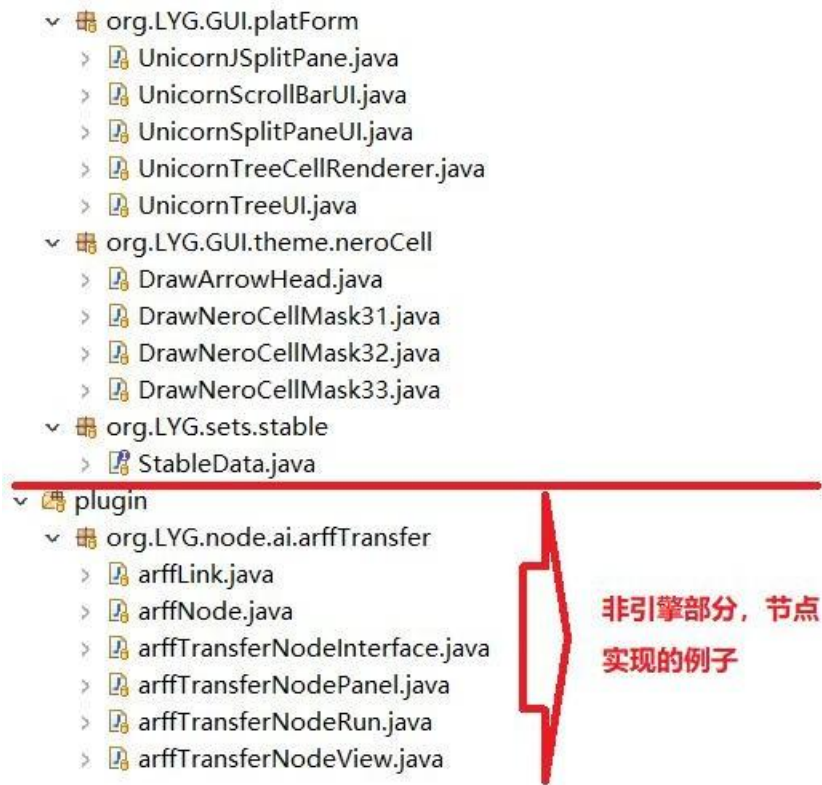 org.LYG.GUI.platForm
UnicornJSplitPane.java
UnicornScrollBarUI.java
UnicornSplitPaneUI.java
UnicornTreeCellRenderer.java
UnicornTreeUI.java
org.LYG.GUI.theme.neroCell
DrawArrowHead.java
DrawNeroCellMask31.java
DrawNeroCellMask32.java
DrawNeroCellMask33.java
org.LYG.sets.stable
StableData.java
plugin
org.LYG.node.ai.arffTransfer
arffLink.java
arffNode.java
arffTransferNodeInterface.java
arffTransferNodePanel.java
arffTransferNodeRun.java
arffTransferNodeView.java
非引擎部分，节点
实现的例子